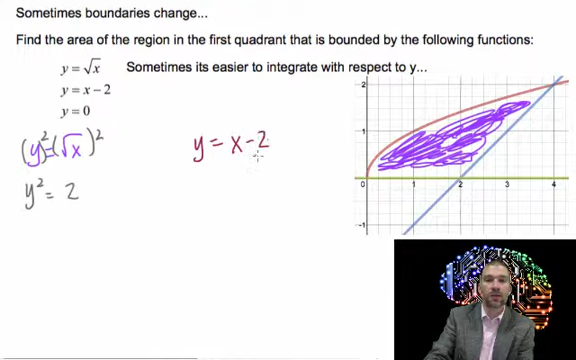 Sometimes boundaries change...
Find the area of the region in the first quadrant that is bounded by the following functions:
y = √x
Sometimes its easier to integrate with respect to y...
y = x − 2
y = 0
(y)² = (√x)²
y = x − 2
y² = 2
2
1
0
1
2
3
4
-1